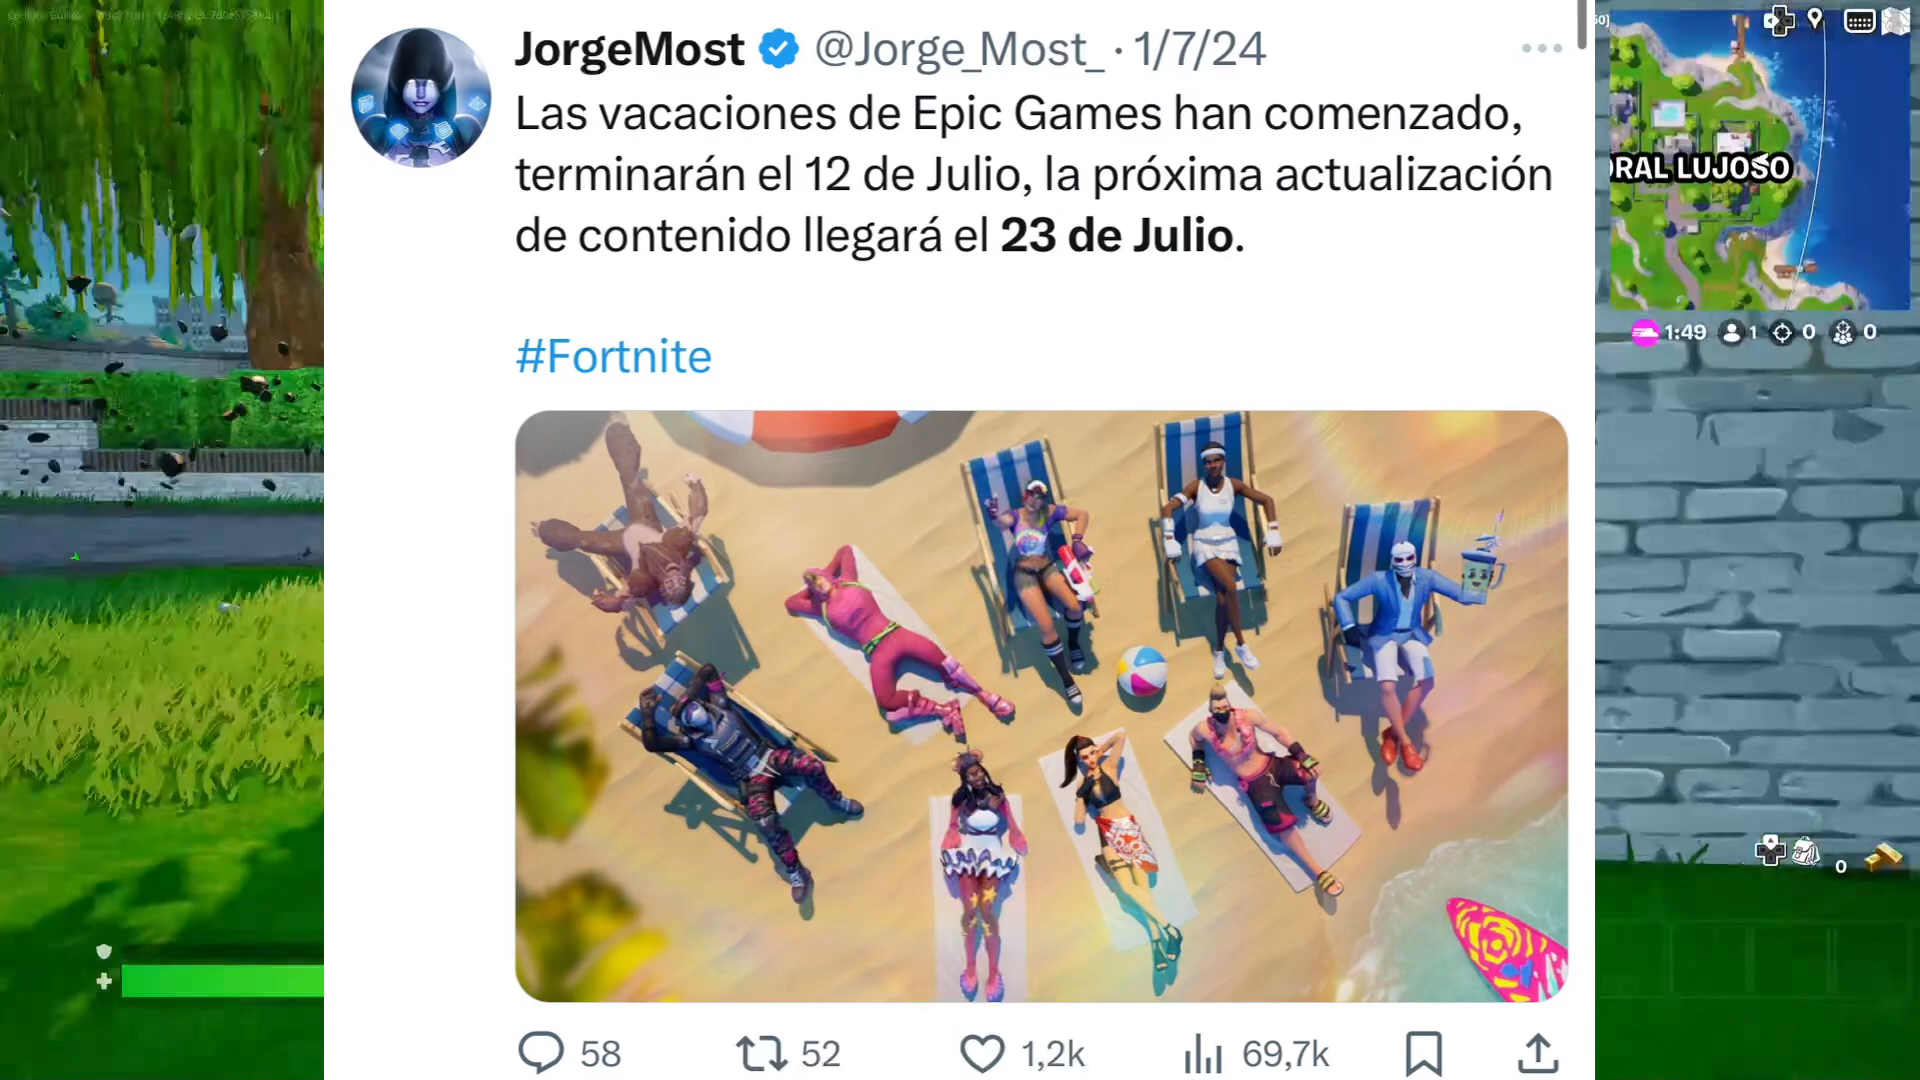 JorgeMost @Jorge_Most_ · 1/7/24
Las vacaciones de Epic Games han comenzado,
terminarán el 12 de Julio, la próxima actualización
de contenido llegará el 23 de Julio.
#Fortnite
58 52 1,2k 69,7k
50]
ORAL LUJOSO
1:49 1 0 0
0